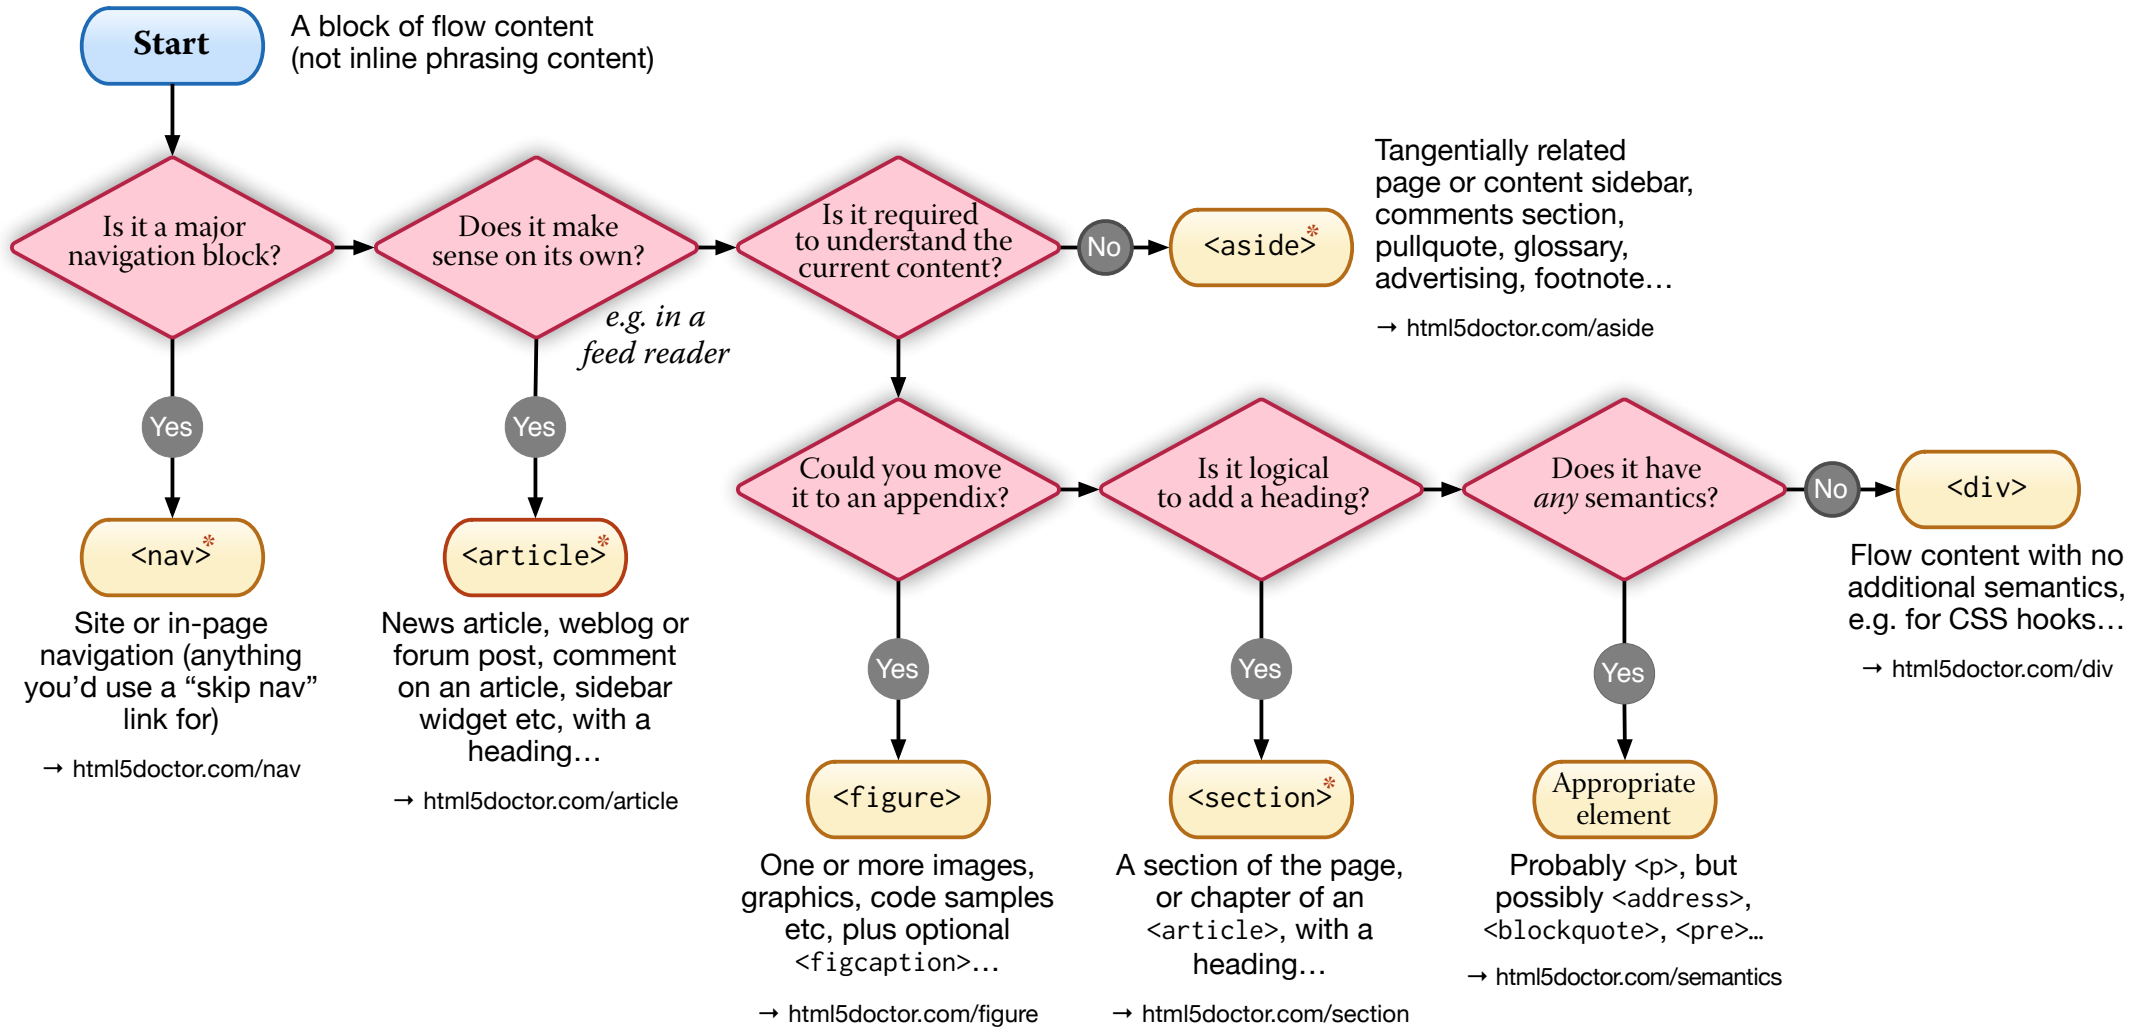 Start
A block of flow content
(not inline phrasing content)
Is it a major
navigation block?
Does it make
sense on its own?
e.g. in a
feed reader
Is it required
to understand the
current content?
No
<aside>*
Tangentially related
page or content sidebar,
comments section,
pullquote, glossary,
advertising, footnote…
→ html5doctor.com/aside
Yes
<nav>*
Site or in-page
navigation (anything
you’d use a “skip nav”
link for)
→ html5doctor.com/nav
Yes
<article>*
News article, weblog or
forum post, comment
on an article, sidebar
widget etc, with a
heading…
→ html5doctor.com/article
Could you move
it to an appendix?
Is it logical
to add a heading?
Does it have
any semantics?
No
<div>
Flow content with no
additional semantics,
e.g. for CSS hooks…
→ html5doctor.com/div
Yes
<figure>
One or more images,
graphics, code samples
etc, plus optional
<figcaption>…
→ html5doctor.com/figure
Yes
<section>*
A section of the page,
or chapter of an
<article>, with a
heading…
→ html5doctor.com/section
Yes
Appropriate
element
Probably <p>, but
possibly <address>,
<blockquote>, <pre>…
→ html5doctor.com/semantics